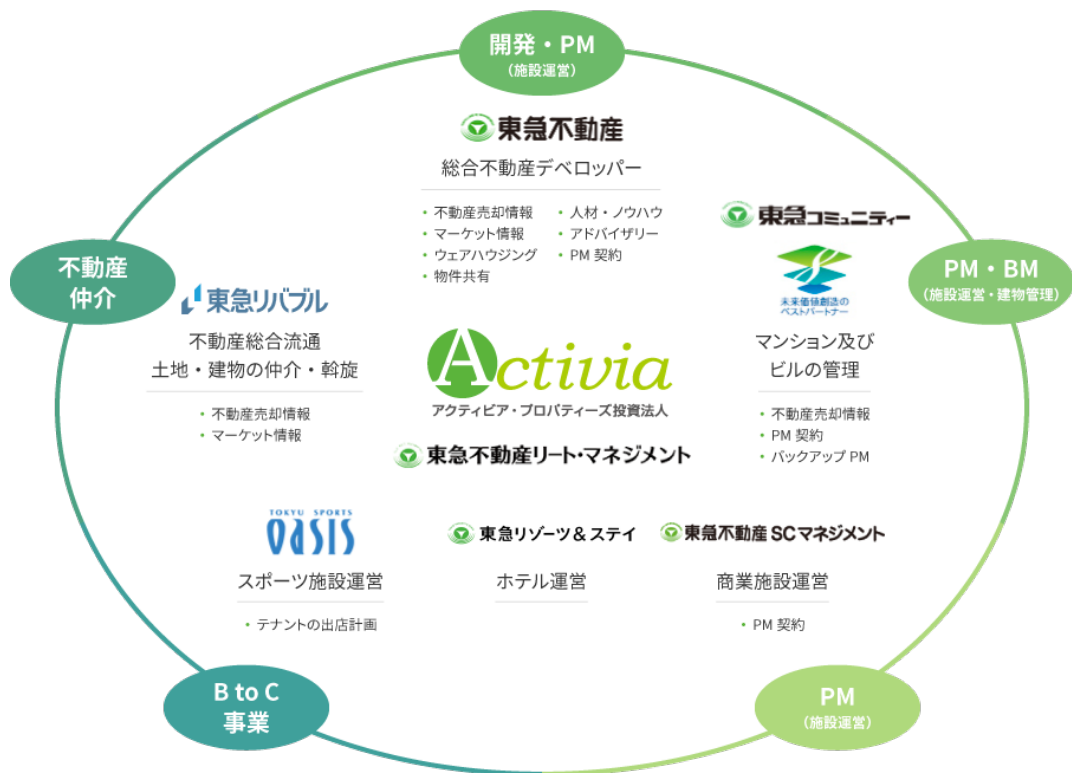 開発・PM
(施設運営)
東急不動産
総合不動産デベロッパー
・不動産売却情報
・マーケット情報
・ウェアハウジング
・物件共有
・人材・ノウハウ
・アドバイザリー
・PM 契約
不動産
仲介
東急リバブル
不動産総合流通
土地・建物の仲介・斡旋
・不動産売却情報
・マーケット情報
東急コミュニティー
未来価値創造の
ベストパートナー
マンション及び
ビルの管理
・不動産売却情報
・PM 契約
・バックアップ PM
PM・BM
(施設運営・建物管理)
Activia
アクティビア・プロパティーズ投資法人
東急不動産リート・マネジメント
TOKYU SPORTS
OASIS
スポーツ施設運営
・テナントの出店計画
東急リゾーツ&ステイ
ホテル運営
東急不動産 SCマネジメント
商業施設運営
・PM 契約
B to C
事業
PM
(施設運営)